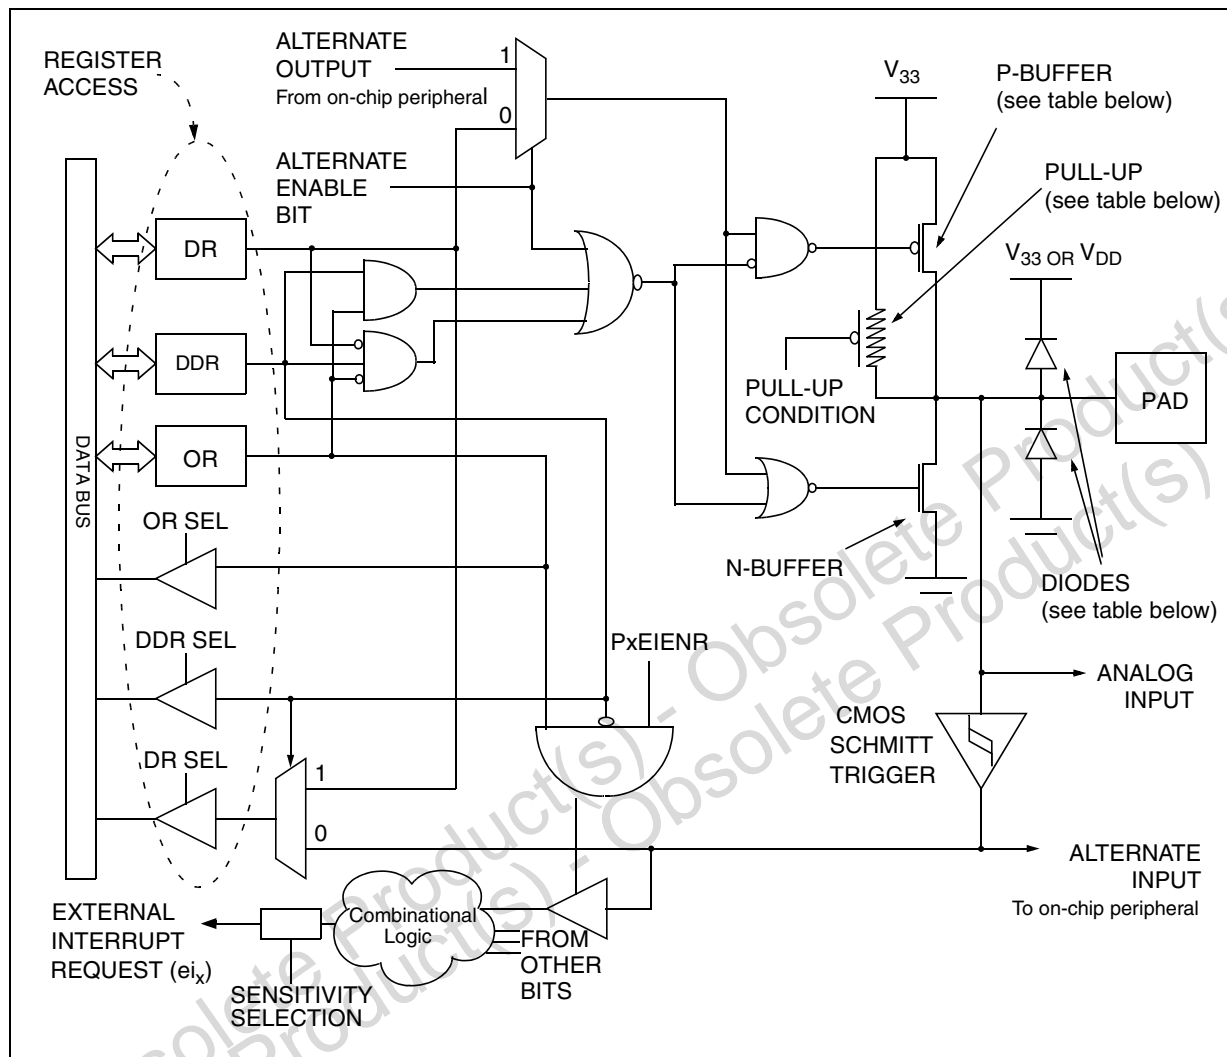 REGISTER
ACCESS
ALTERNATE
OUTPUT
From on-chip peripheral
1
0
V33
P-BUFFER
(see table below)
ALTERNATE
ENABLE
BIT
PULL-UP
(see table below)
DR
V33 OR VDD
DDR
PULL-UP
CONDITION
PAD
DATA BUS
OR
OR SEL
N-BUFFER
DIODES
(see table below)
DDR SEL
PxEIENR
ANALOG
INPUT
CMOS
SCHMITT
TRIGGER
DR SEL
1
0
ALTERNATE
INPUT
To on-chip peripheral
EXTERNAL
INTERRUPT
REQUEST (eix)
Combinational
Logic
FROM
OTHER
BITS
SENSITIVITY
SELECTION
Obsolete Product(s) - Obsolete Product(s)
Obsolete Product(s) - Obsolete Product(s)